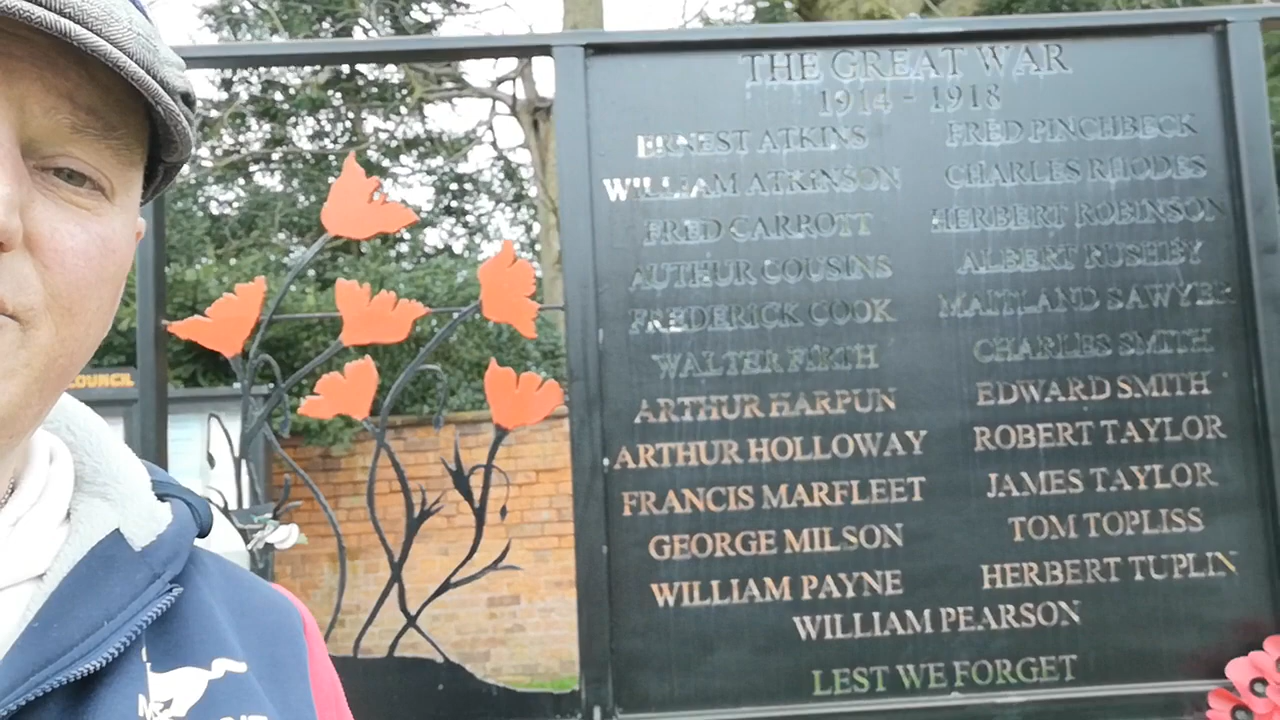 THE GREAT WAR
1914 - 1918
ERNEST ATKINS
WILLIAM ATKINSON
FRED CARROTT
AUTHUR COUSINS
FREDERICK COOK
WALTER FIRTH
ARTHUR HARPUN
ARTHUR HOLLOWAY
FRANCIS MARFLEET
GEORGE MILSON
WILLIAM PAYNE
FRED PINCHBECK
CHARLES RHODES
HERBERT ROBINSON
ALBERT RUSHBY
MAITLAND SAWYER
CHARLES SMITH
EDWARD SMITH
ROBERT TAYLOR
JAMES TAYLOR
TOM TOPLISS
HERBERT TUPLIN
WILLIAM PEARSON
LEST WE FORGET
COUNCIL